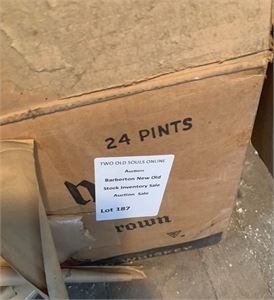 24 PINTS
TWO OLD SOULS ONLINE
Auction
Barberton New Old
Stock Inventory Sale
Auction Sale
Lot 187
rown